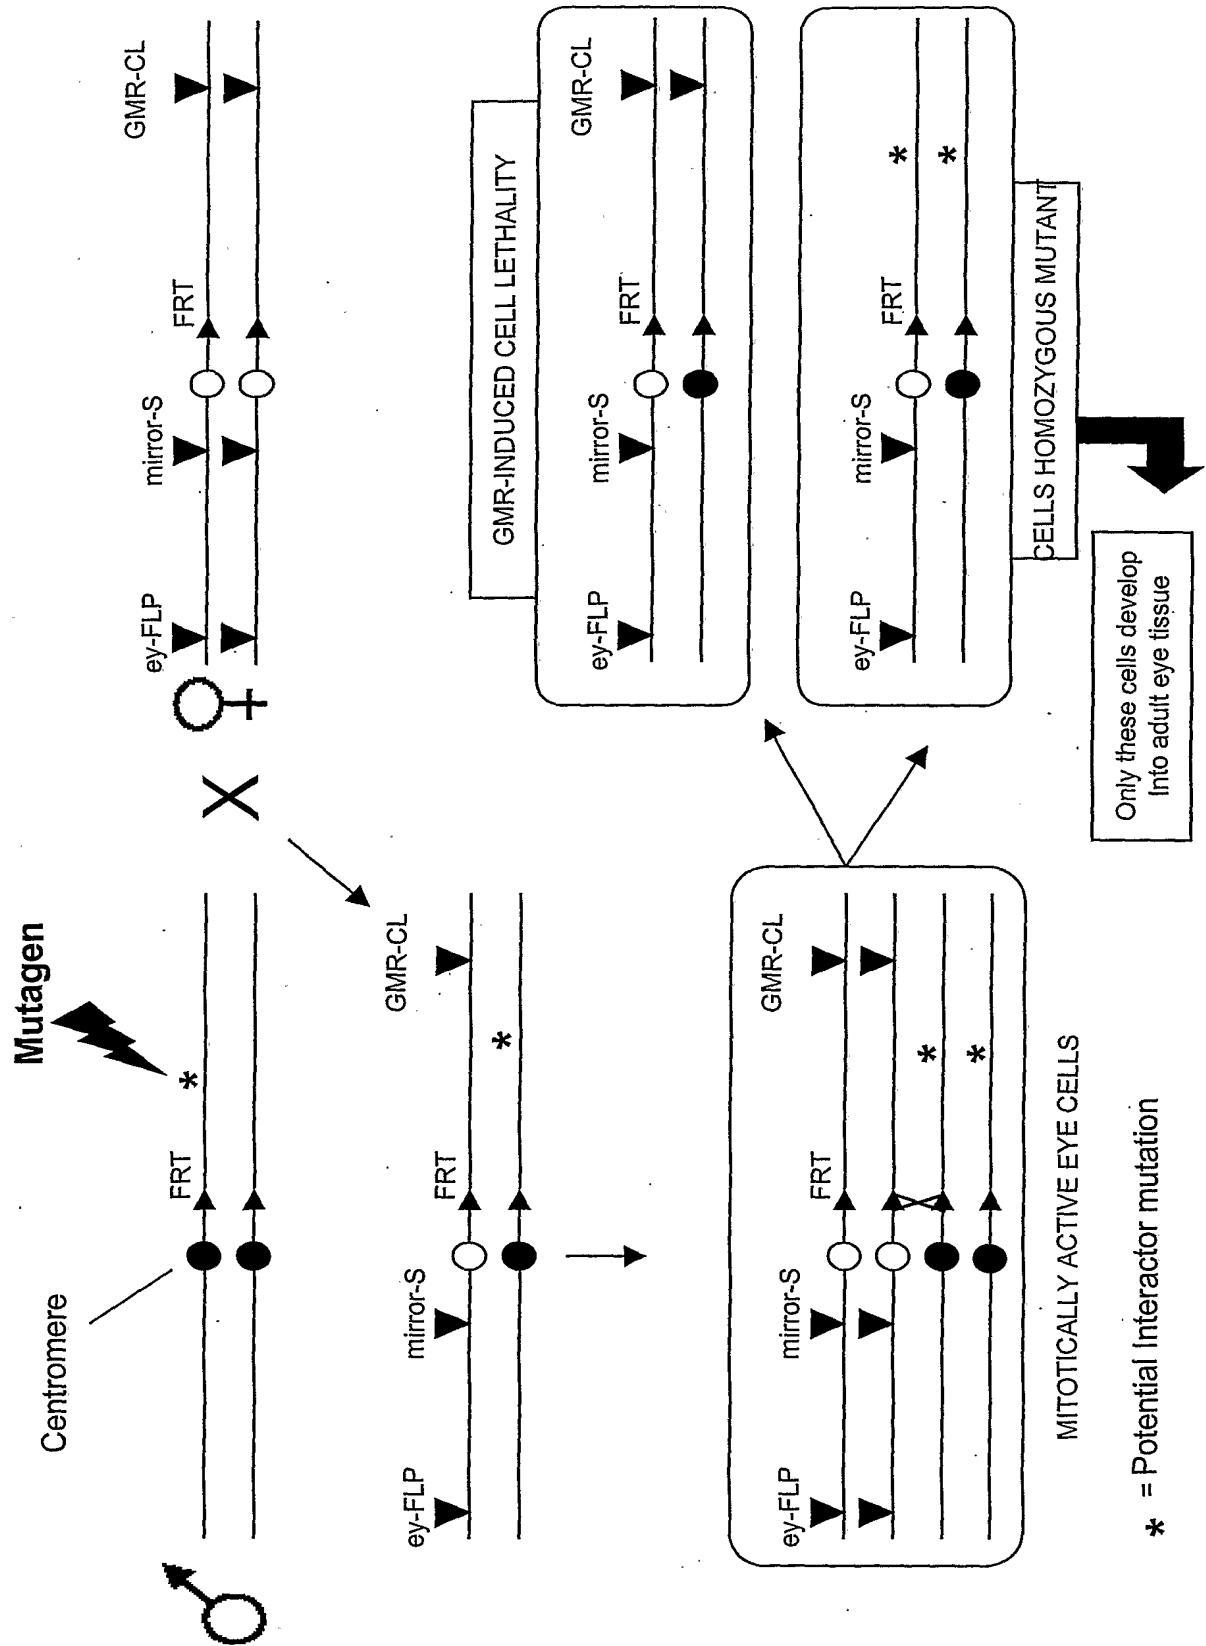 Mutagen
Centromere
FRT
*
X
ey-FLP
mirror-S
FRT
GMR-CL
ey-FLP
mirror-S
FRT
GMR-CL
*
ey-FLP
mirror-S
FRT
GMR-CL
*
*
MITOTICALLY ACTIVE EYE CELLS
GMR-INDUCED CELL LETHALITY
ey-FLP
mirror-S
FRT
GMR-CL
ey-FLP
mirror-S
FRT
*
*
CELLS HOMOZYGOUS MUTANT
Only these cells develop
Into adult eye tissue
* = Potential Interactor mutation